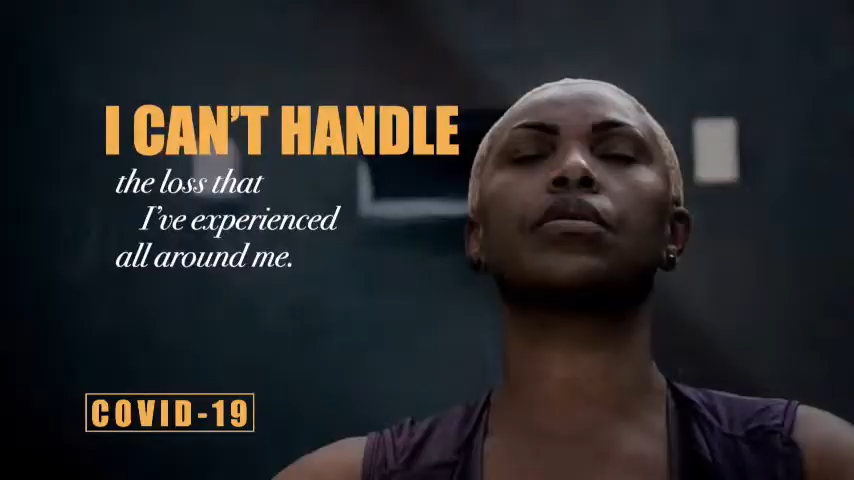 I CAN'T HANDLE
the loss that
I've experienced
all around me.
COVID-19